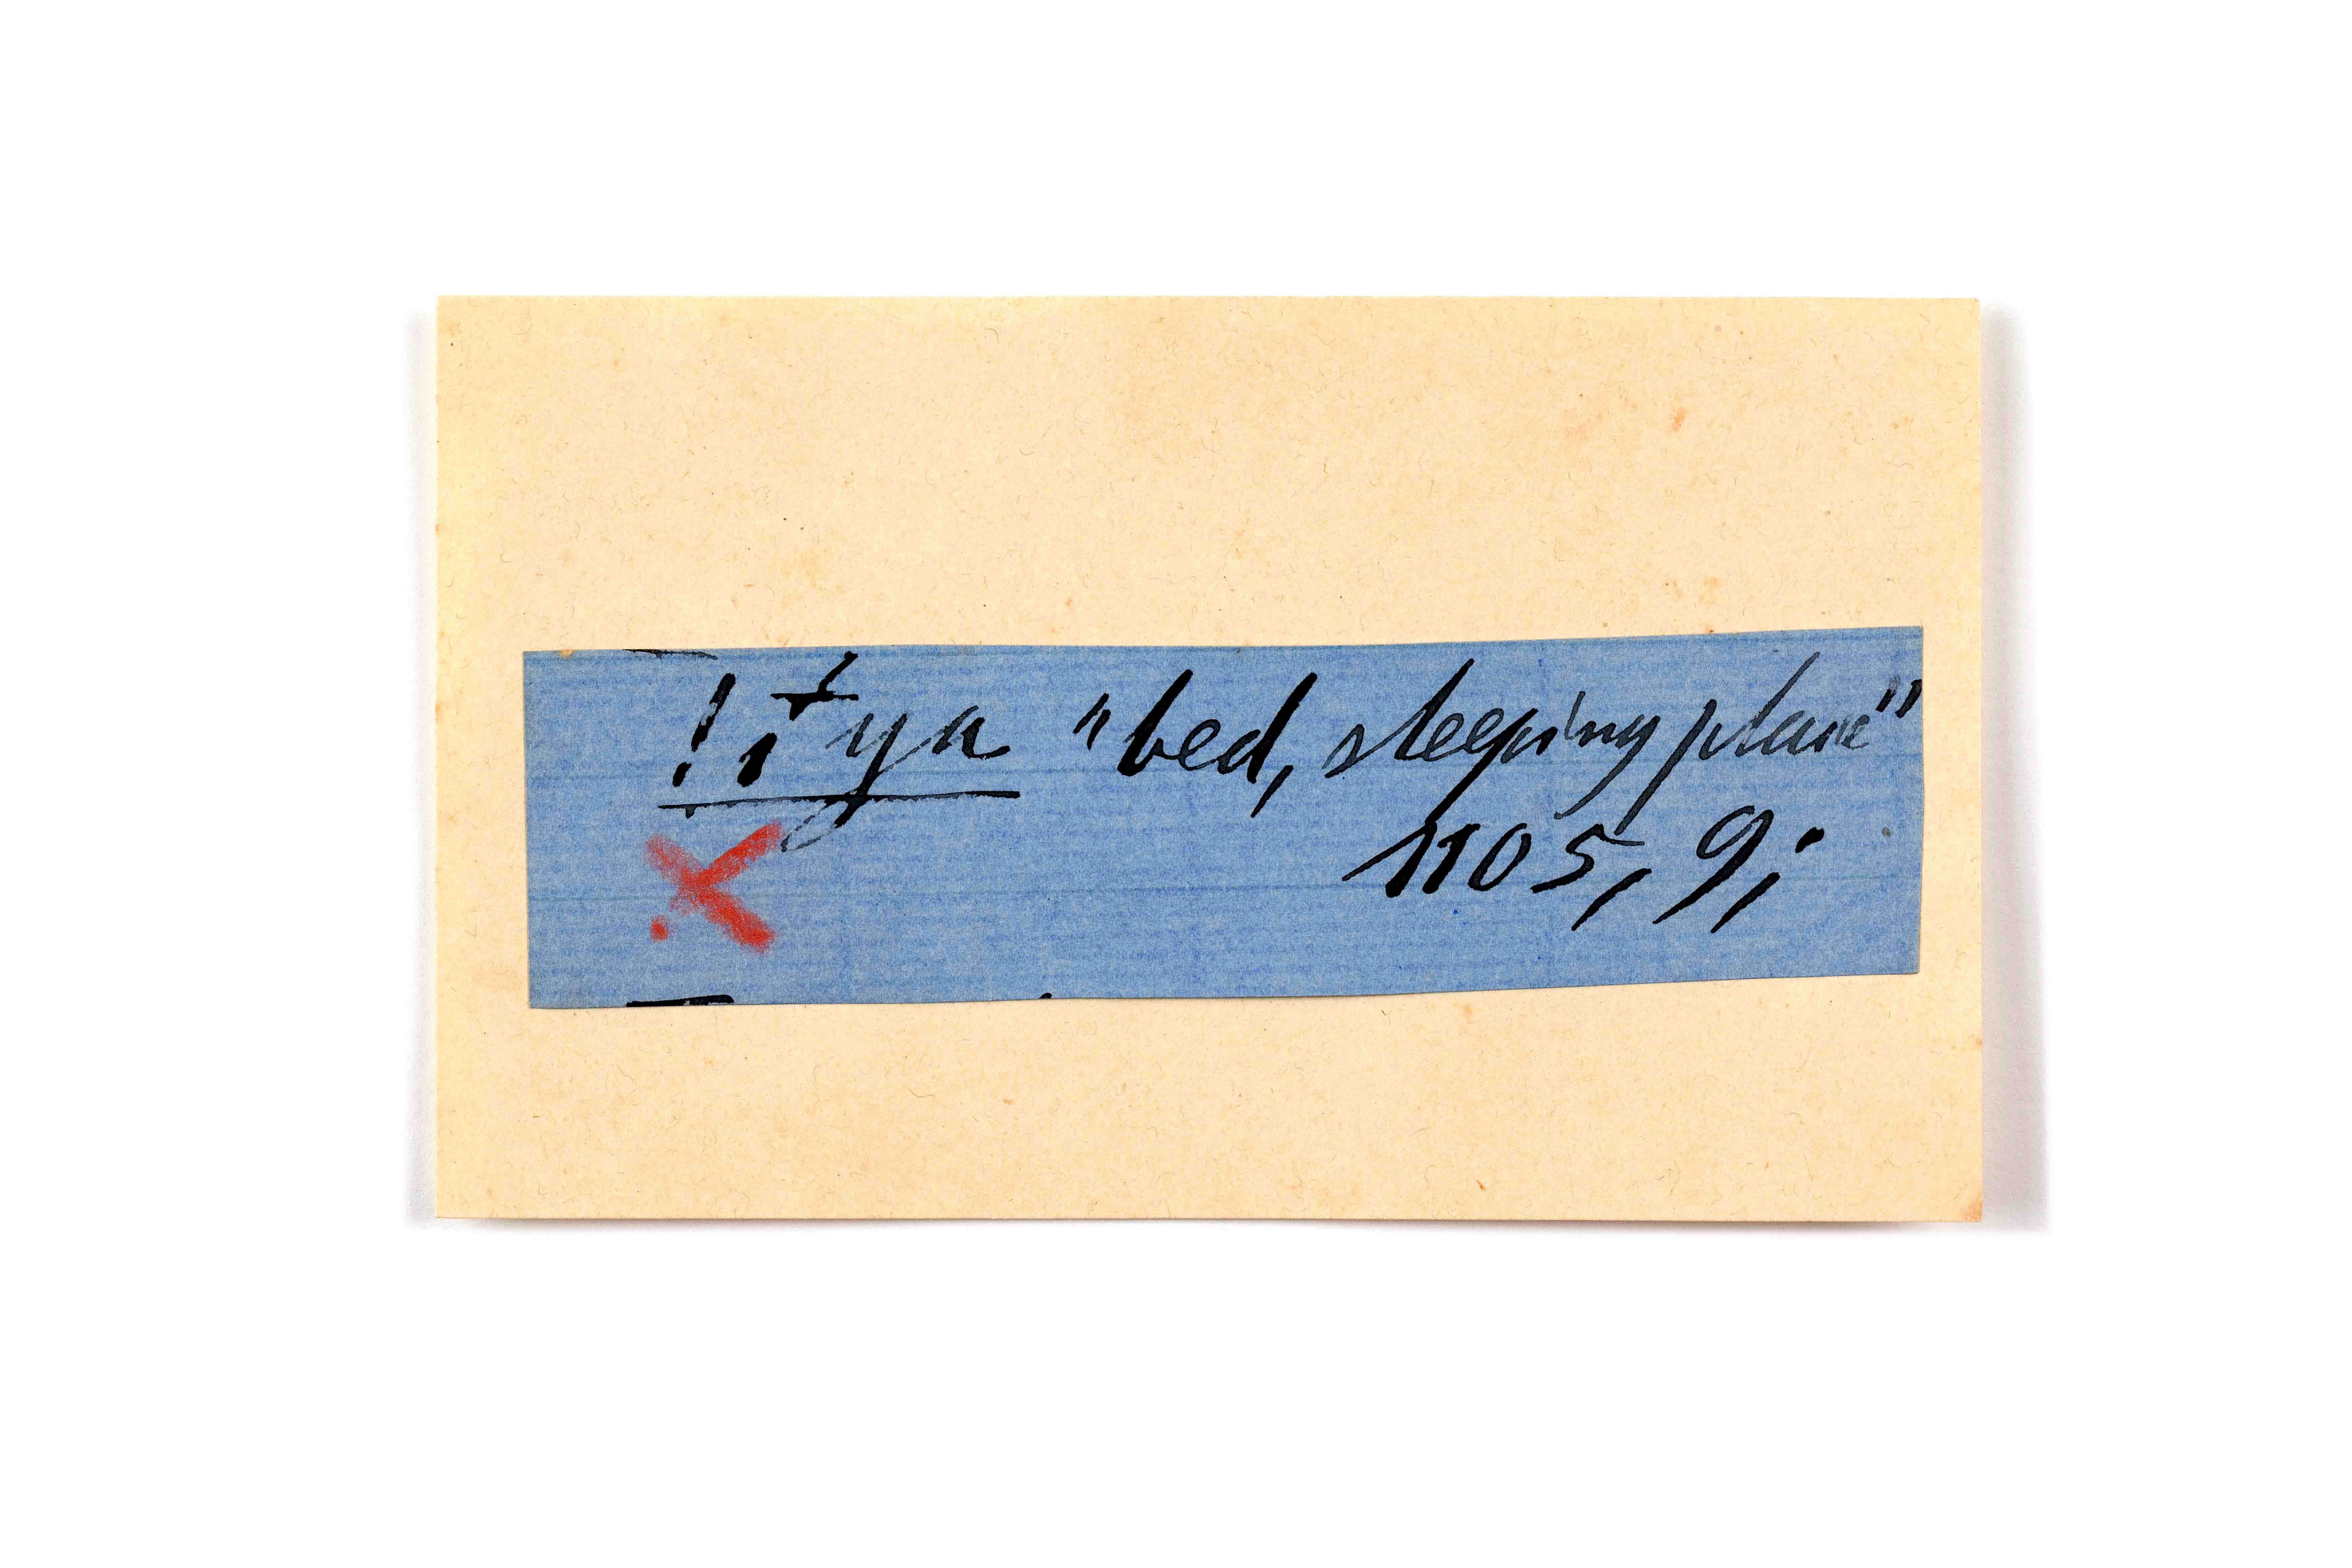 "bed, sleeping place"
1105, 9;